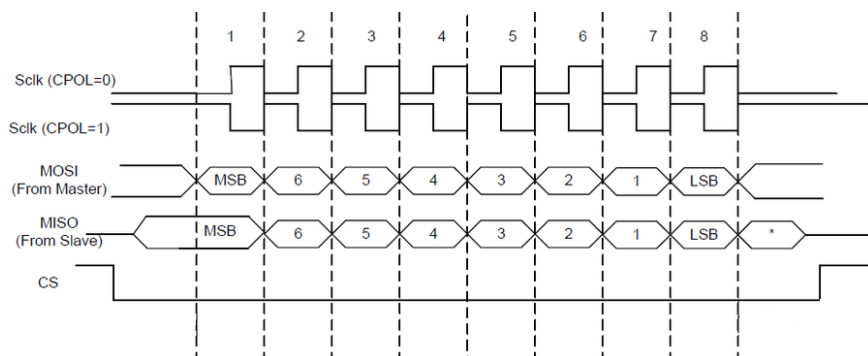 1 2 3 4 5 6 7 8
Sclk (CPOL=0)
Sclk (CPOL=1)
MOSI
(From Master)
MSB 6 5 4 3 2 1 LSB
MISO
(From Slave)
MSB 6 5 4 3 2 1 LSB *
CS